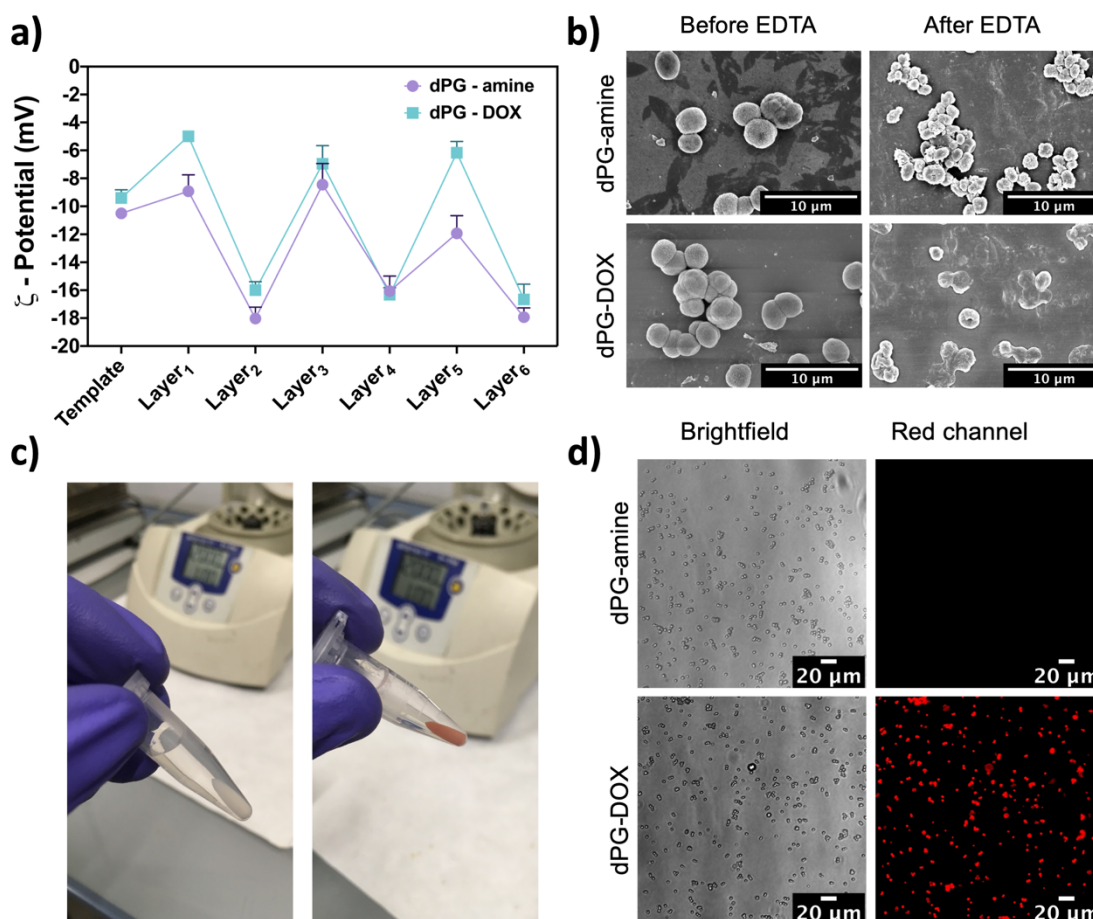 a)
ζ - Potential (mV)
0
-2
-4
-6
-8
-10
-12
-14
-16
-18
-20
dPG - amine
dPG - DOX
Template
Layer₁
Layer₂
Layer₃
Layer₄
Layer₅
Layer₆
b)
Before EDTA
After EDTA
dPG-amine
10 µm
10 µm
dPG-DOX
10 µm
10 µm
c)
d)
Brightfield
Red channel
dPG-amine
20 µm
20 µm
dPG-DOX
20 µm
20 µm